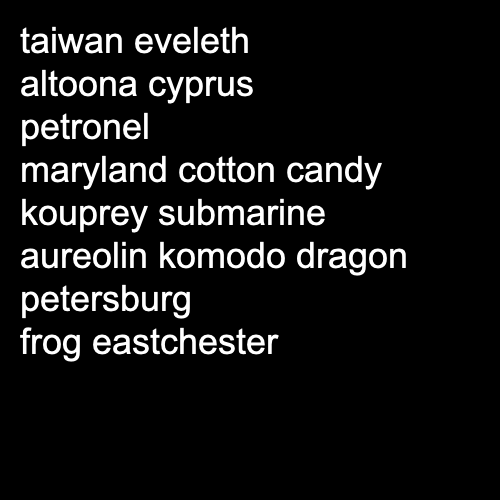 taiwan eveleth
altoona cyprus
petronel
maryland cotton candy
kouprey submarine
aureolin komodo dragon
petersburg
frog eastchester